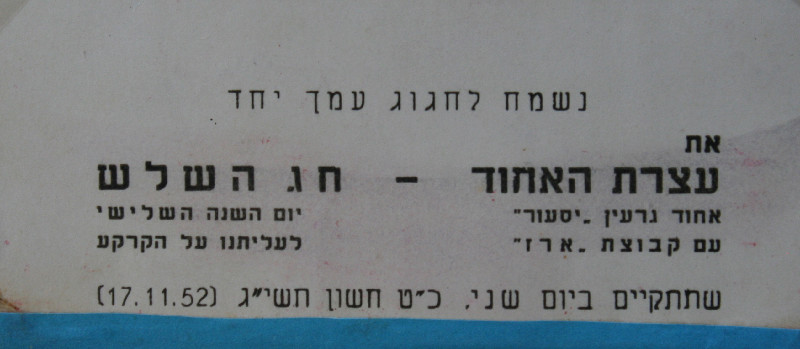 נשמח לחגוג עמך יחד
את
עצרת האחוד – חג השלש
אחוד גרעין „יסעור" יום השנה השלישי
עם קבוצת „ארז" לעליתנו על הקרקע
שתתקיים ביום שני, כ"ט חשון תשי"ג (17.11.52)